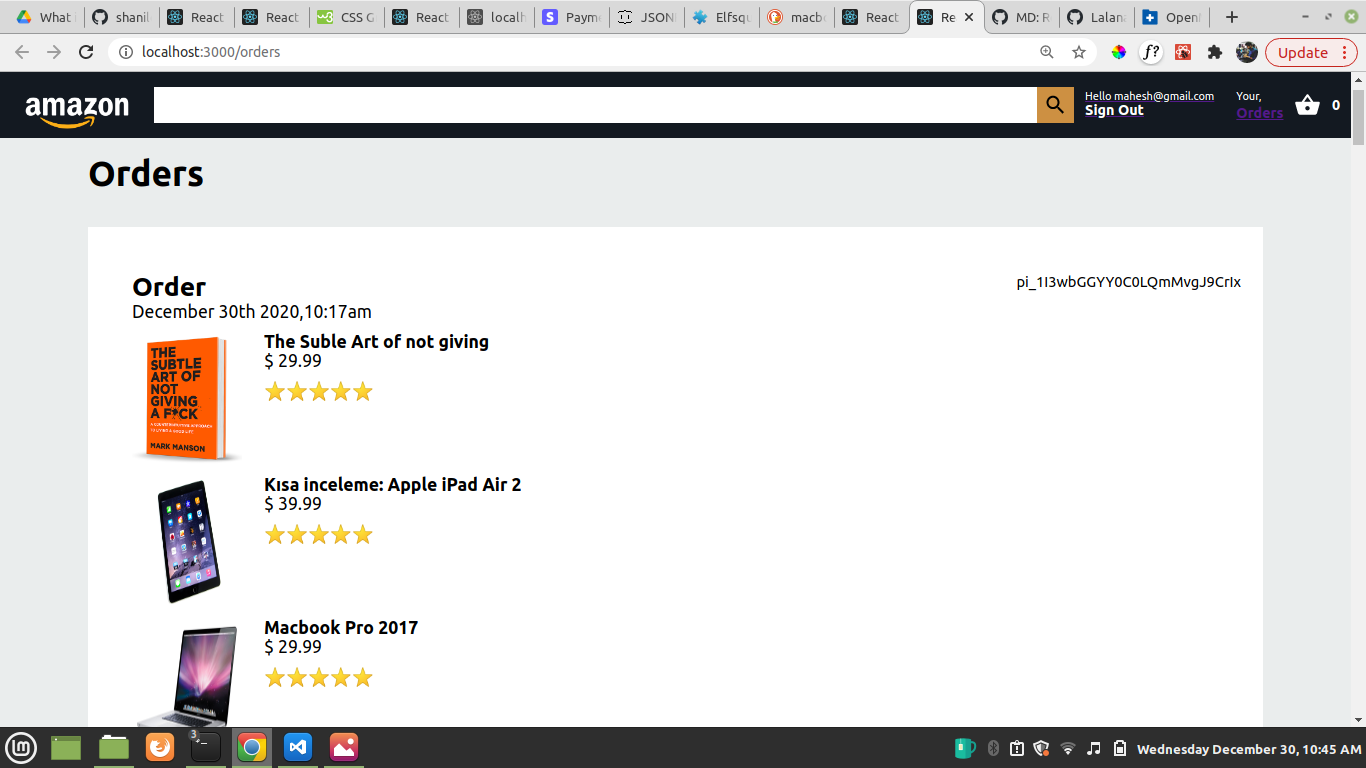 What
shanil
React
React
CSS G
React
localh
Payme
JSON
Elfsqu
macb
React
Re
MD: R
Lalana
Open
localhost:3000/orders
Update
amazon
Hello mahesh@gmail.com
Sign Out
Your,
Orders
0
Orders
Order
pi_1I3wbGGYY0C0LQmMvgJ9CrIx
December 30th 2020,10:17am
The Suble Art of not giving
$ 29.99
THE
SUBTLE
ART OF
NOT
GIVING
A F*CK
MARK MANSON
Kısa inceleme: Apple iPad Air 2
$ 39.99
Macbook Pro 2017
$ 29.99
3
Wednesday December 30, 10:45 AM